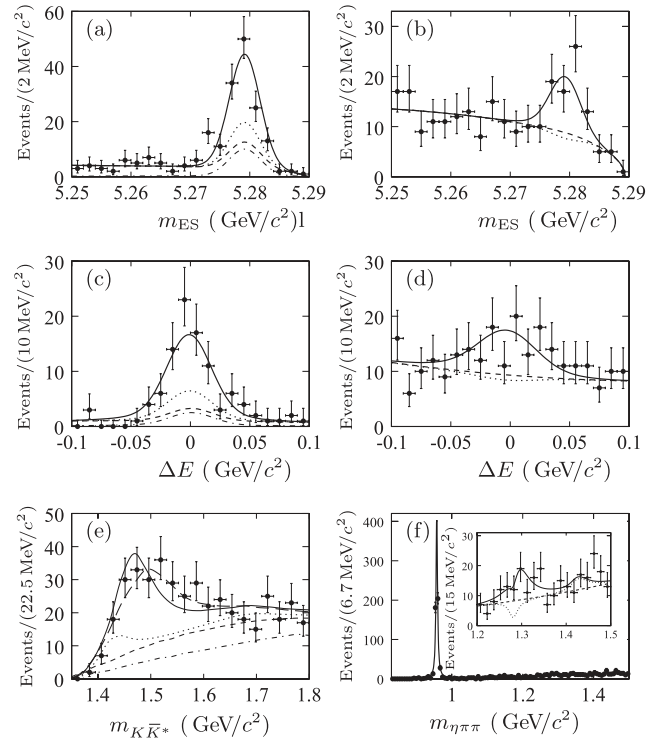 (a)
Events/(2 MeV/c²)
60
40
20
0
5.25 5.26 5.27 5.28 5.29
m_ES ( GeV/c²)l
(b)
Events/(2 MeV/c²)
30
20
10
0
5.25 5.26 5.27 5.28 5.29
m_ES ( GeV/c²)
(c)
Events/(10 MeV/c²)
30
20
10
0
-0.1 -0.05 0 0.05 0.1
ΔE ( GeV/c²)
(d)
Events/(10 MeV/c²)
30
20
10
0
-0.1 -0.05 0 0.05 0.1
ΔE ( GeV/c²)
(e)
Events/(22.5 MeV/c²)
50
40
30
20
10
0
1.4 1.5 1.6 1.7 1.8
m_KK̅* ( GeV/c²)
(f)
Events/(6.7 MeV/c²)
400
300
200
100
0
1 1.2 1.4
m_ηππ ( GeV/c²)
Events/(15 MeV/c²)
30
20
10
0
1.2 1.3 1.4 1.5